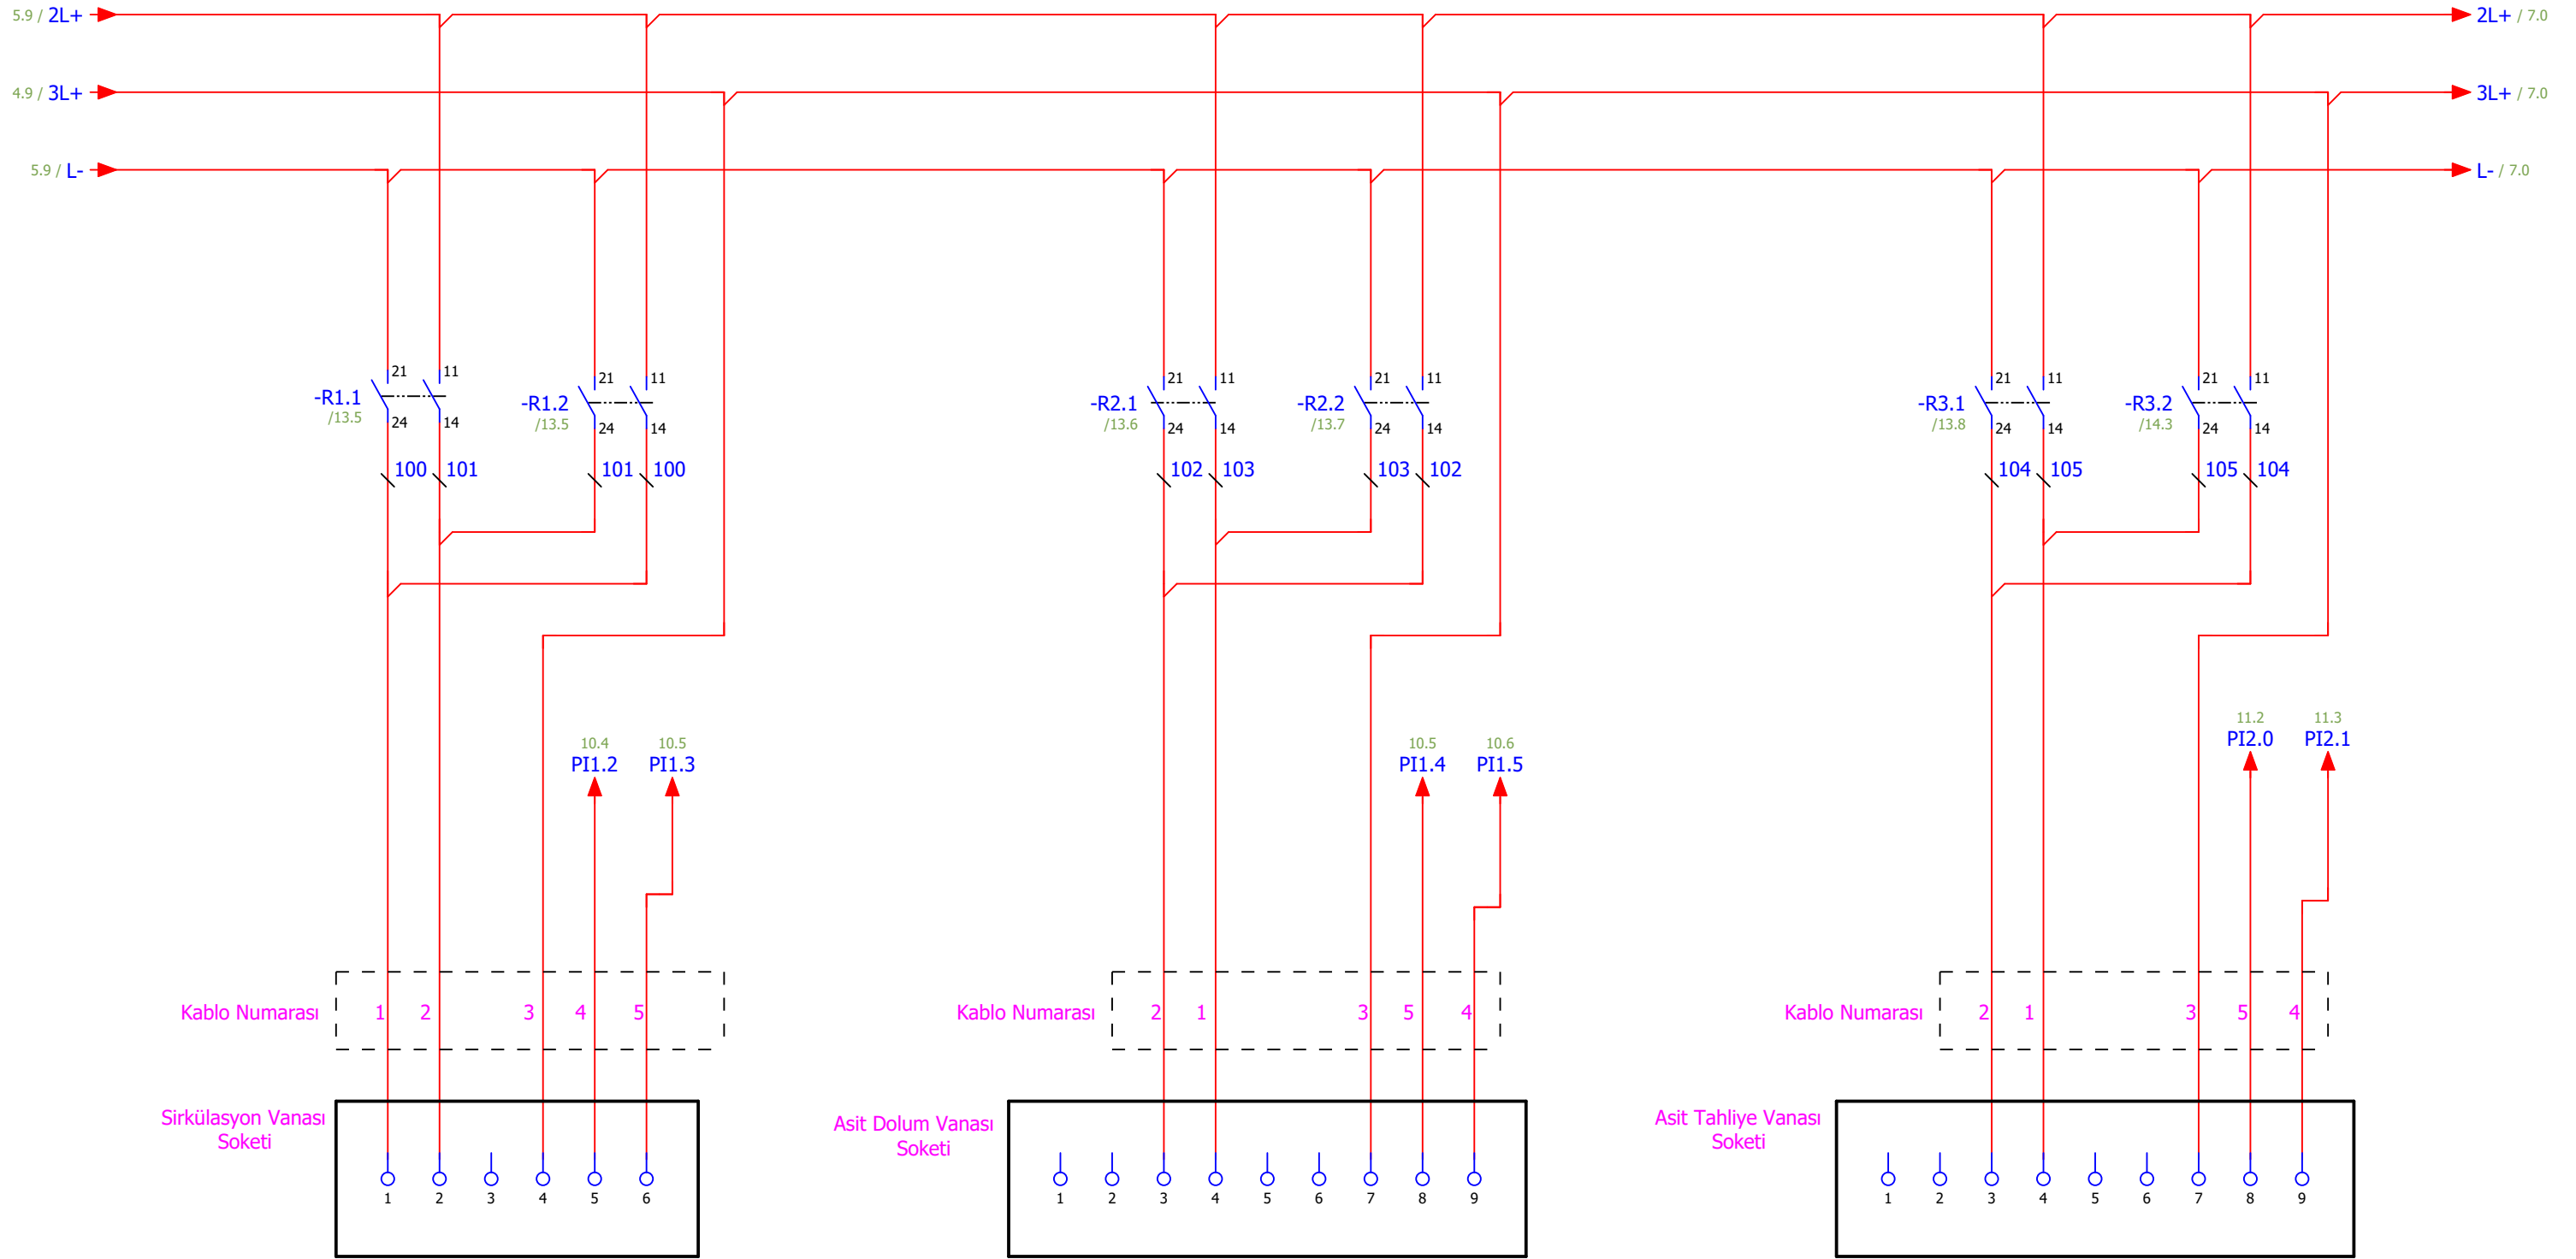 5.9 / 2L+
2L+ / 7.0
4.9 / 3L+
3L+ / 7.0
5.9 / L-
L- / 7.0
21 11
-R1.1
/13.5
24 14
21 11
-R1.2
/13.5
24 14
21 11
-R2.1
/13.6
24 14
21 11
-R2.2
/13.7
24 14
21 11
-R3.1
/13.8
24 14
21 11
-R3.2
/14.3
24 14
100 101 101 100 102 103 103 102 104 105 105 104
10.4 10.5
PI1.2 PI1.3
10.5 10.6
PI1.4 PI1.5
11.2 11.3
PI2.0 PI2.1
Kablo Numarası 1 2 3 4 5
Kablo Numarası 2 1 3 5 4
Kablo Numarası 2 1 3 5 4
Sirkülasyon Vanası
Soketi
1 2 3 4 5 6
Asit Dolum Vanası
Soketi
1 2 3 4 5 6 7 8 9
Asit Tahliye Vanası
Soketi
1 2 3 4 5 6 7 8 9